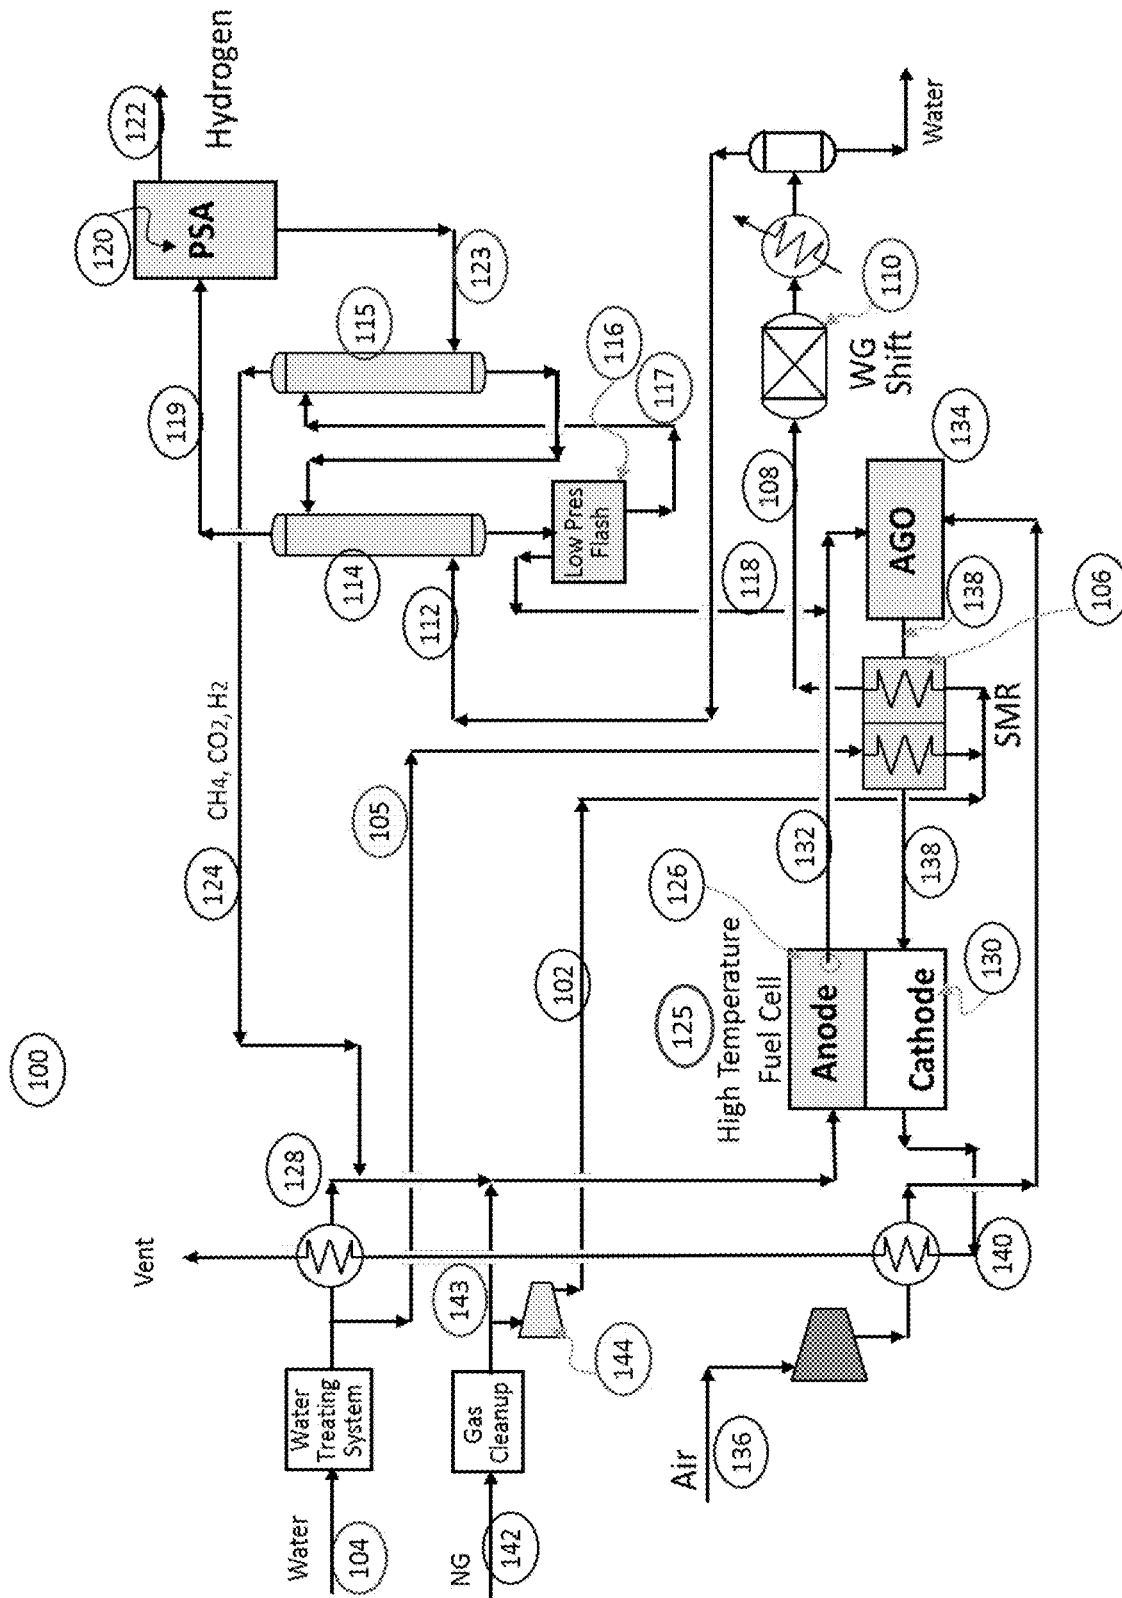 100
Vent
Water
104
Water
Treating
System
128
124
CH4, CO2, H2
119
120
PSA
122
Hydrogen
115
123
114
112
Low Pres
Flash
116
117
105
NG
142
Gas
Cleanup
143
144
102
118
108
WG
Shift
110
Water
125
High Temperature
Fuel Cell
126
Anode
Cathode
130
132
138
138
AGO
134
106
SMR
Air
136
140